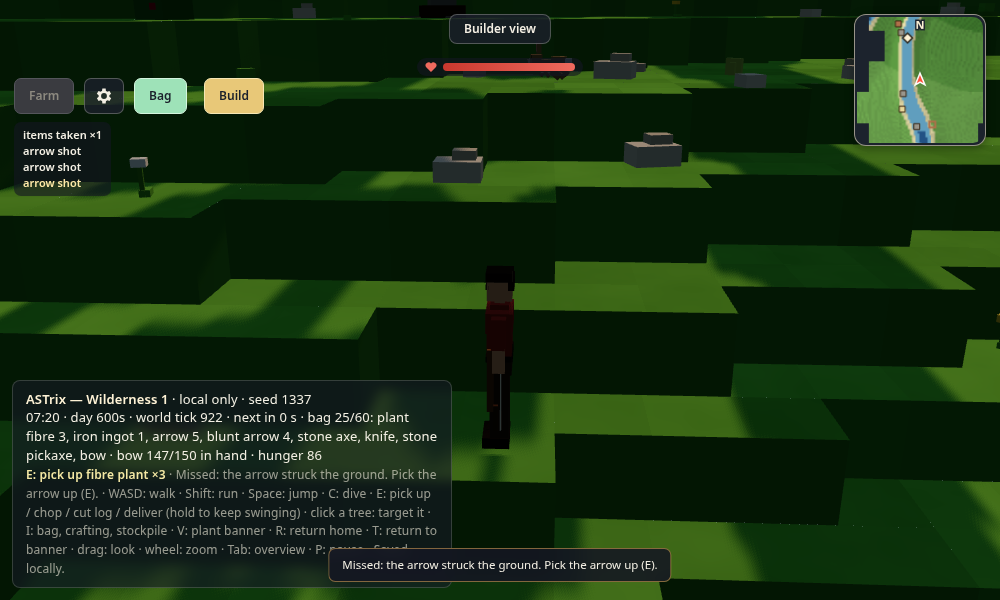 Builder view
N
Farm
Bag
Build
items taken ×1
arrow shot
arrow shot
arrow shot
ASTrix — Wilderness 1 · local only · seed 1337
07:20 · day 600s · world tick 922 · next in 0 s · bag 25/60: plant
fibre 3, iron ingot 1, arrow 5, blunt arrow 4, stone axe, knife, stone
pickaxe, bow · bow 147/150 in hand · hunger 86
E: pick up fibre plant ×3 · Missed: the arrow struck the ground. Pick the
arrow up (E). · WASD: walk · Shift: run · Space: jump · C: dive · E: pick up
/ chop / cut log / deliver (hold to keep swinging) · click a tree: target it ·
I: bag, crafting, stockpile · V: plant banner · R: return home · T: return to
banner · drag: look · wheel: zoom · Tab: overview · P:
locally.
Missed: the arrow struck the ground. Pick the arrow up (E).